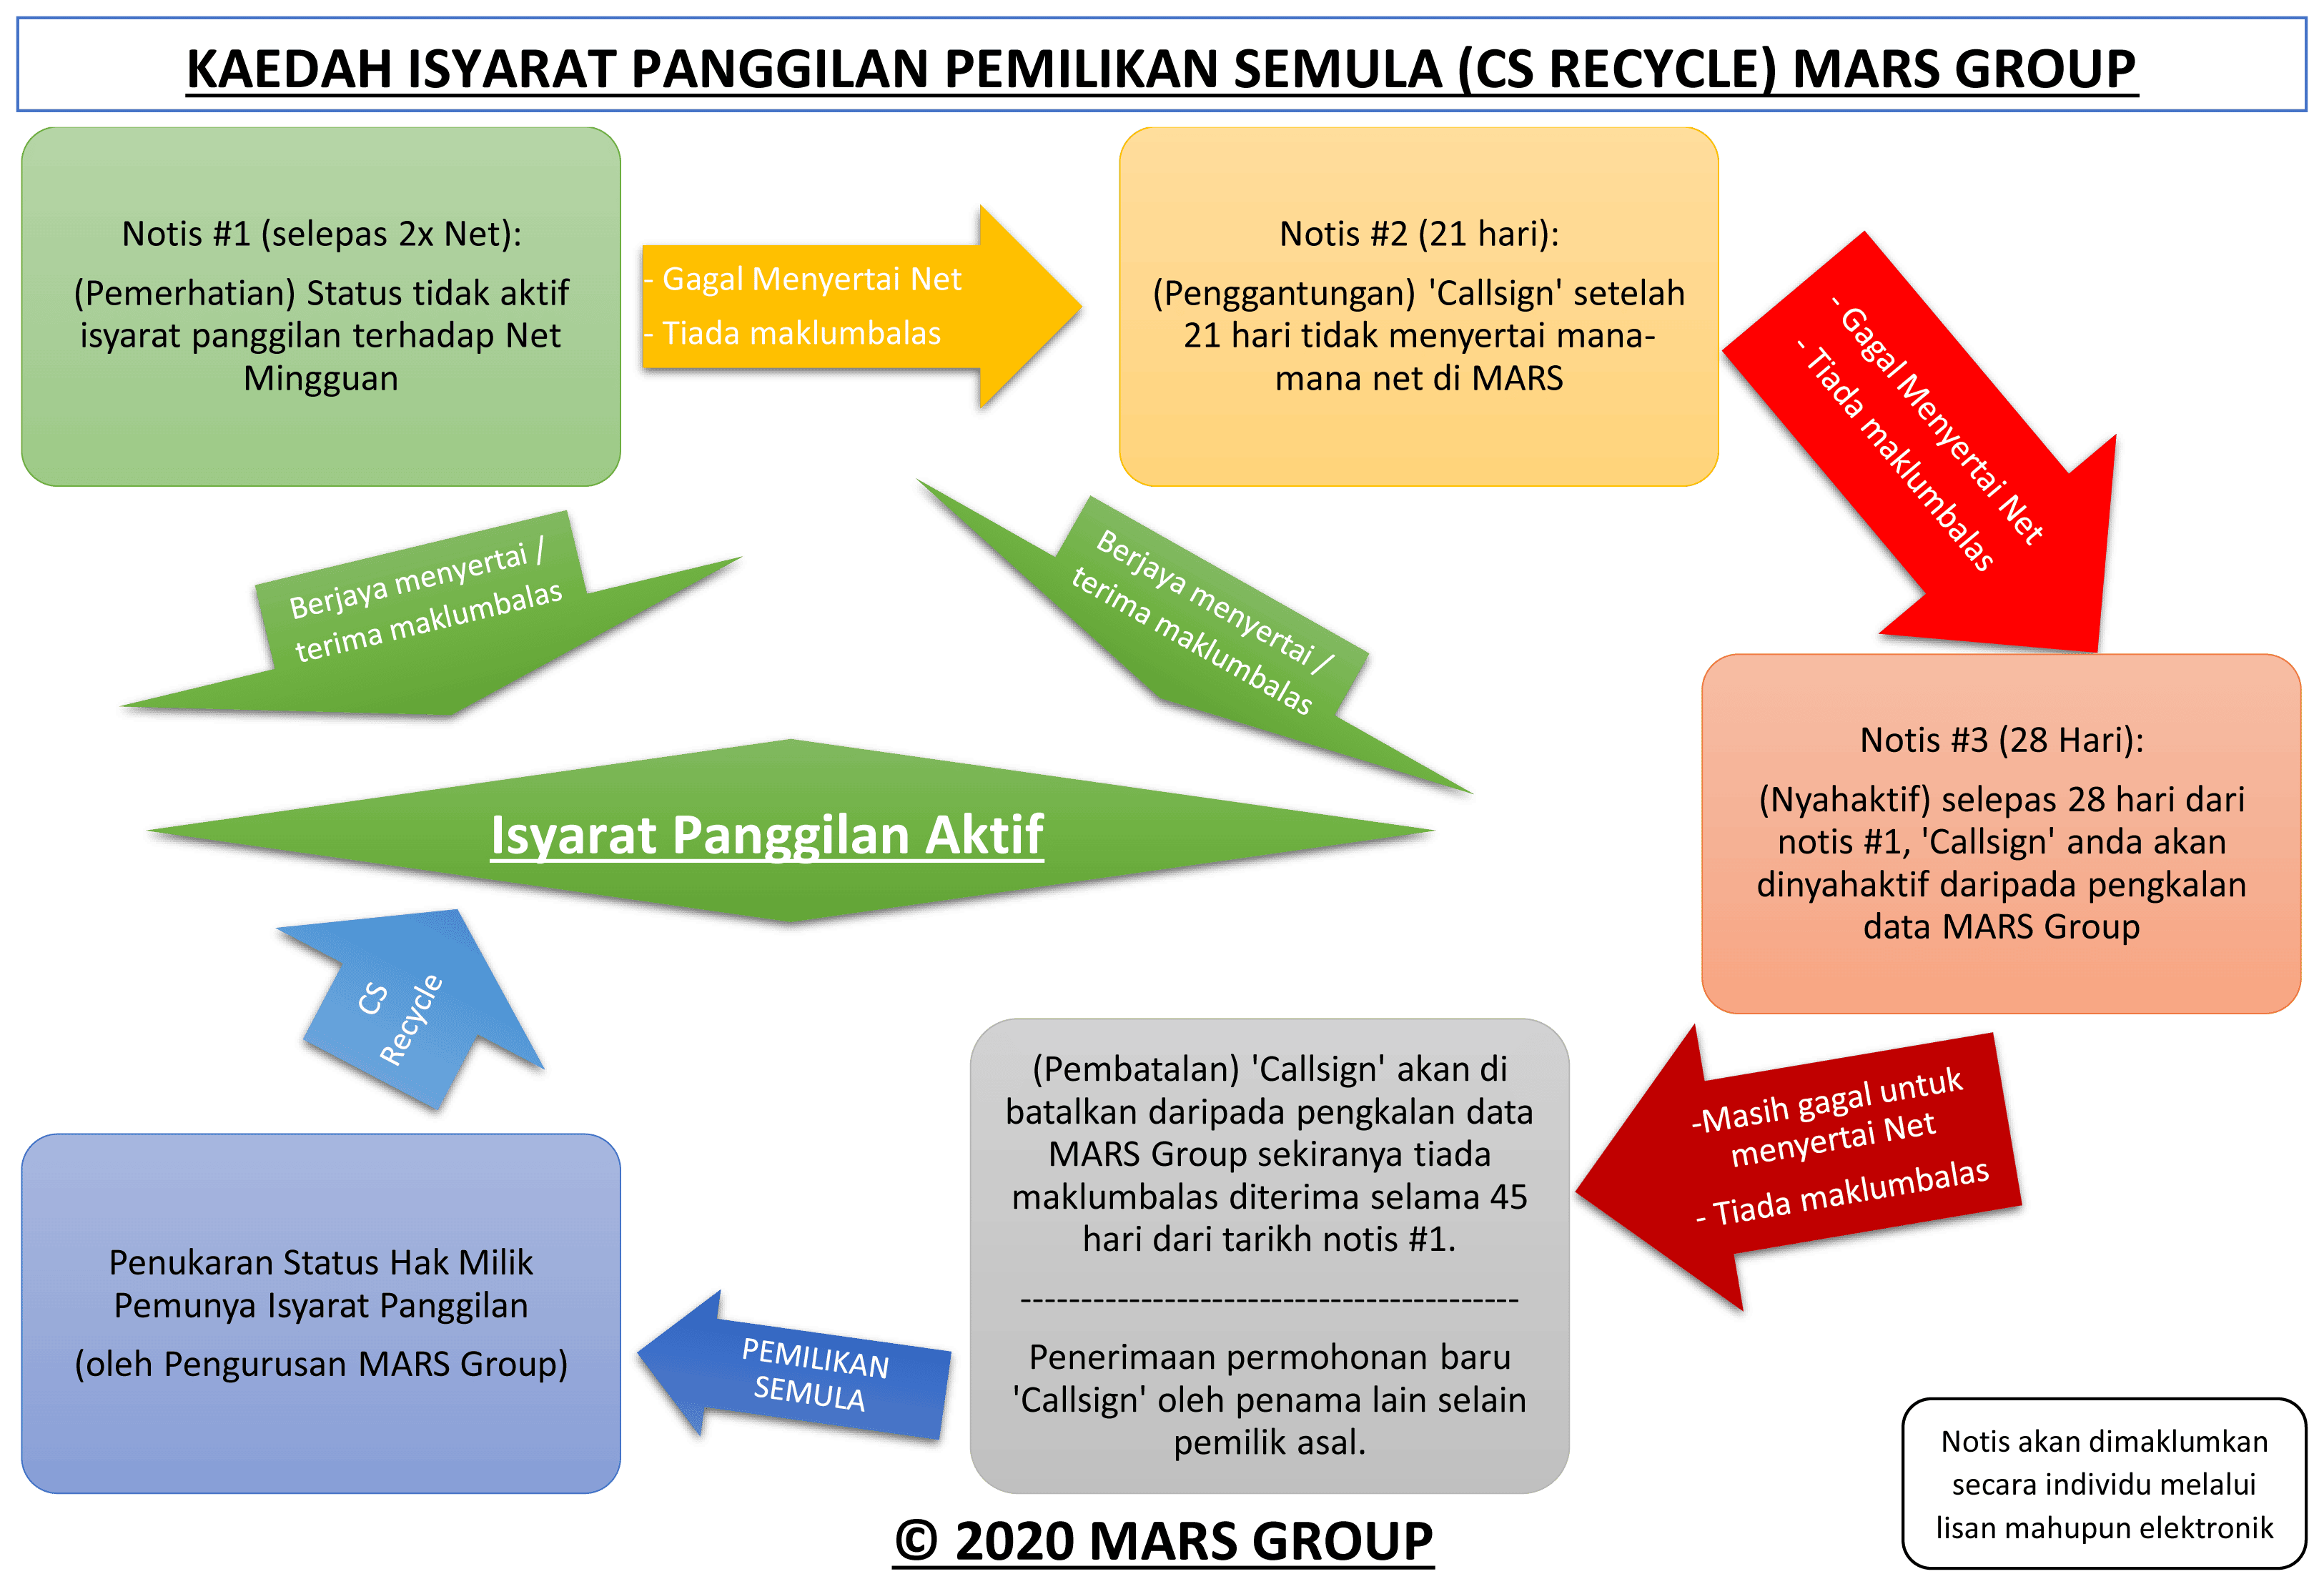 KAEDAH ISYARAT PANGGILAN PEMILIKAN SEMULA (CS RECYCLE) MARS GROUP
Notis #1 (selepas 2x Net):
(Pemerhatian) Status tidak aktif
isyarat panggilan terhadap Net
Mingguan
- Gagal Menyertai Net
- Tiada maklumbalas
Notis #2 (21 hari):
(Penggantungan) 'Callsign' setelah
21 hari tidak menyertai mana-
mana net di MARS
- Gagal Menyertai Net
- Tiada maklumbalas
Berjaya menyertai /
terima maklumbalas
Berjaya menyertai /
terima maklumbalas
Notis #3 (28 Hari):
(Nyahaktif) selepas 28 hari dari
notis #1, 'Callsign' anda akan
dinyahaktif daripada pengkalan
data MARS Group
Isyarat Panggilan Aktif
CS
Recycle
-Masih gagal untuk
menyertai Net
- Tiada maklumbalas
(Pembatalan) 'Callsign' akan di
batalkan daripada pengkalan data
MARS Group sekiranya tiada
maklumbalas diterima selama 45
hari dari tarikh notis #1.
-----------------------------------------
Penerimaan permohonan baru
'Callsign' oleh penama lain selain
pemilik asal.
PEMILIKAN
SEMULA
Penukaran Status Hak Milik
Pemunya Isyarat Panggilan
(oleh Pengurusan MARS Group)
Notis akan dimaklumkan
secara individu melalui
lisan mahupun elektronik
© 2020 MARS GROUP